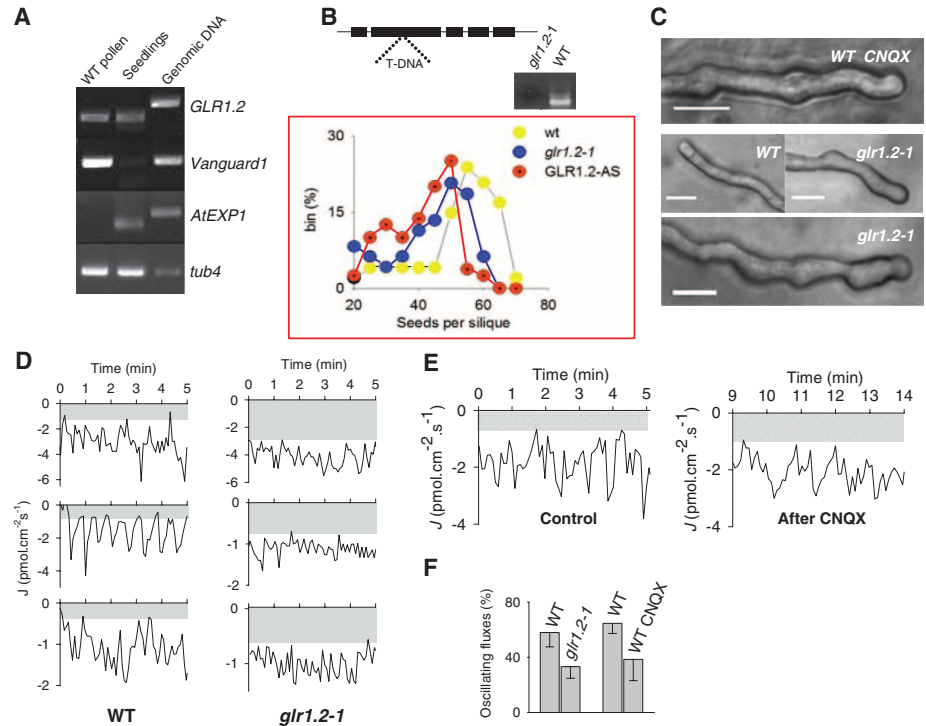 A
WT pollen
Seedlings
Genomic DNA
GLR1.2
Vanguard1
AtEXP1
tub4
B
T-DNA
glr1.2-1
WT
30
15
0
bin (%)
wt
glr1.2-1
GLR1.2-AS
20 40 60 80
Seeds per silique
C
WT CNQX
WT
glr1.2-1
glr1.2-1
D
Time (min)
0 1 2 3 4 5
Time (min)
0 1 2 3 4 5
J (pmol.cm-2s-1)
0
-2
-4
-6
0
-2
-4
-6
0
-2
-4
-6
0
-1
-2
0
-1
-2
0
-1
-2
WT
glr1.2-1
E
Time (min)
0 1 2 3 4 5
J (pmol.cm-2.s-1)
0
-2
-4
Control
Time (min)
9 10 11 12 13 14
J (pmol.cm-2.s-1)
0
-2
-4
After CNQX
F
Oscillating fluxes (%)
80
40
0
WT
glr1.2-1
WT
WT CNQX